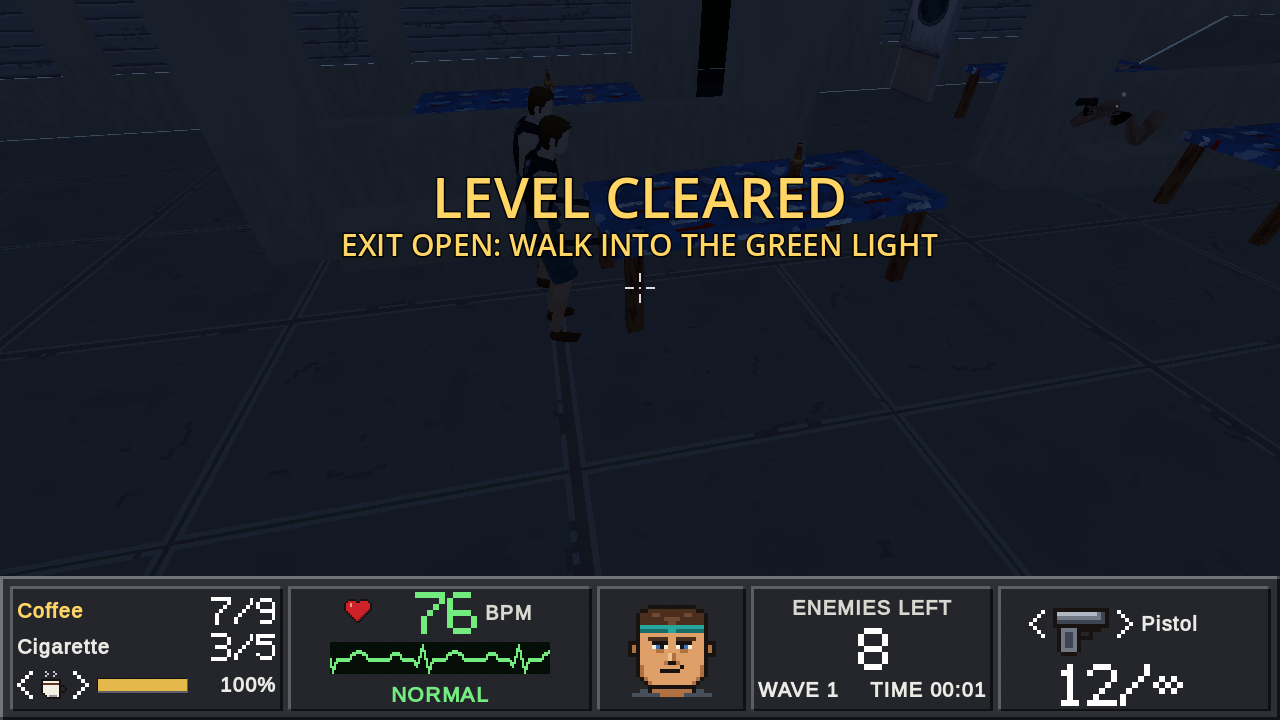 LEVEL CLEARED
EXIT OPEN: WALK INTO THE GREEN LIGHT
Coffee 7/9
Cigarette 3/5
100%
76 BPM
NORMAL
ENEMIES LEFT
8
WAVE 1 TIME 00:01
Pistol
12/∞